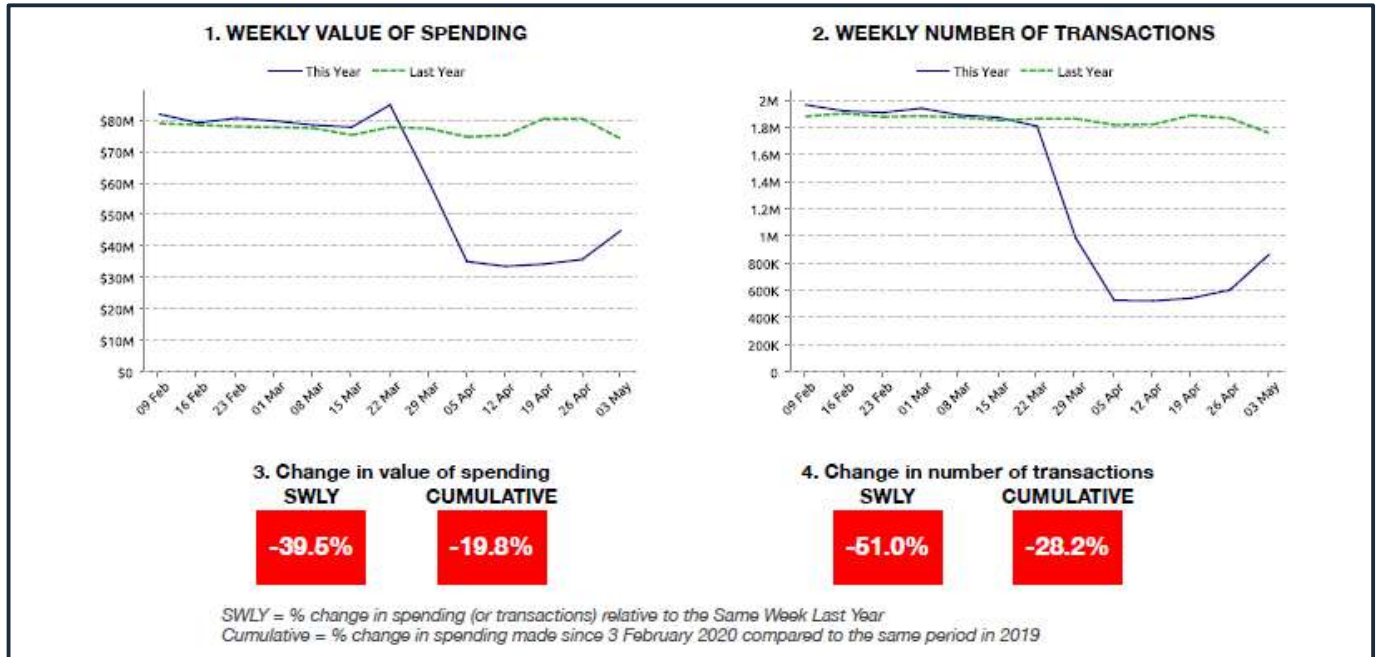 1. WEEKLY VALUE OF SPENDING
This Year Last Year
$80M
$70M
$60M
$50M
$40M
$30M
$20M
$10M
$0
09 Feb 16 Feb 23 Feb 01 Mar 08 Mar 15 Mar 22 Mar 29 Mar 05 Apr 12 Apr 19 Apr 26 Apr 03 May
2. WEEKLY NUMBER OF TRANSACTIONS
This Year Last Year
2M
1.8M
1.6M
1.4M
1.2M
1M
800K
600K
400K
200K
0
09 Feb 16 Feb 23 Feb 01 Mar 08 Mar 15 Mar 22 Mar 29 Mar 05 Apr 12 Apr 19 Apr 26 Apr 03 May
3. Change in value of spending
SWLY CUMULATIVE
-39.5% -19.8%
4. Change in number of transactions
SWLY CUMULATIVE
-51.0% -28.2%
SWLY = % change in spending (or transactions) relative to the Same Week Last Year
Cumulative = % change in spending made since 3 February 2020 compared to the same period in 2019